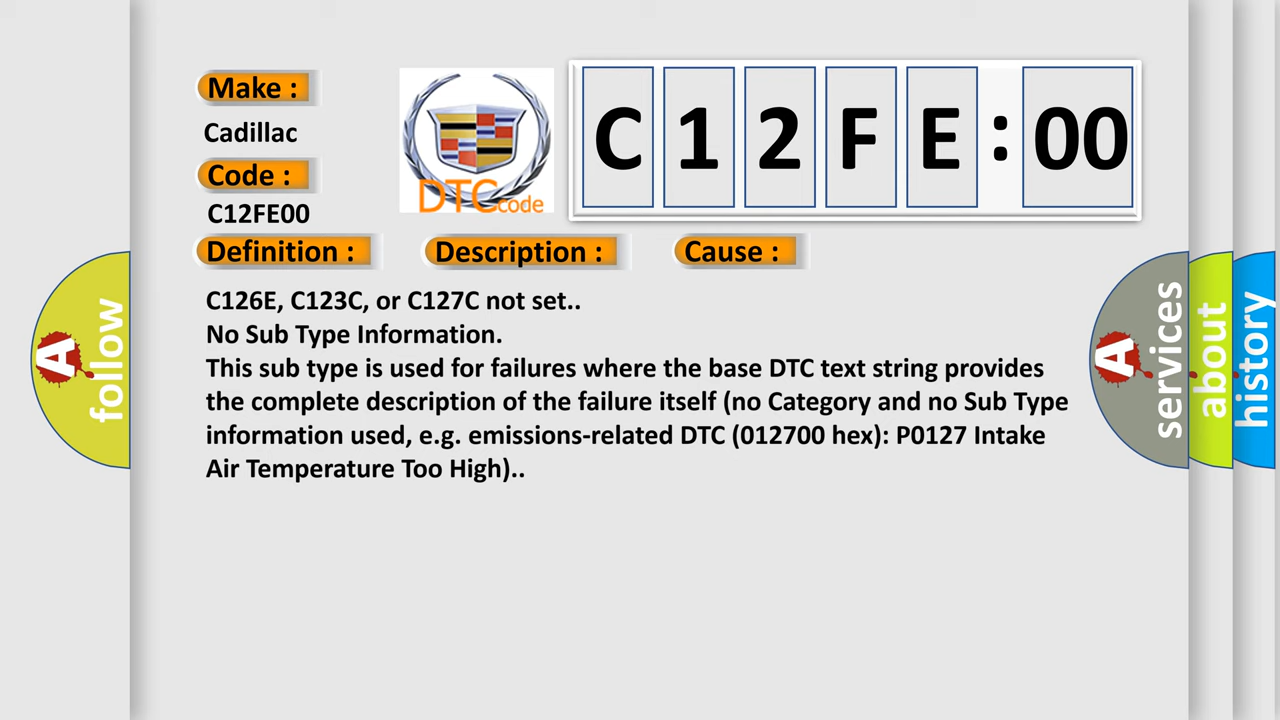 Make :
Cadillac
Code :
C12FE00
DTCcode
C12FE:00
Definition :
Description :
Cause :
C126E, C123C, or C127C not set..
No Sub Type Information.
This sub type is used for failures where the base DTC text string provides
the complete description of the failure itself (no Category and no Sub Type
information used, e.g. emissions-related DTC (012700 hex): P0127 Intake
Air Temperature Too High)..
A follow
A services
about
history